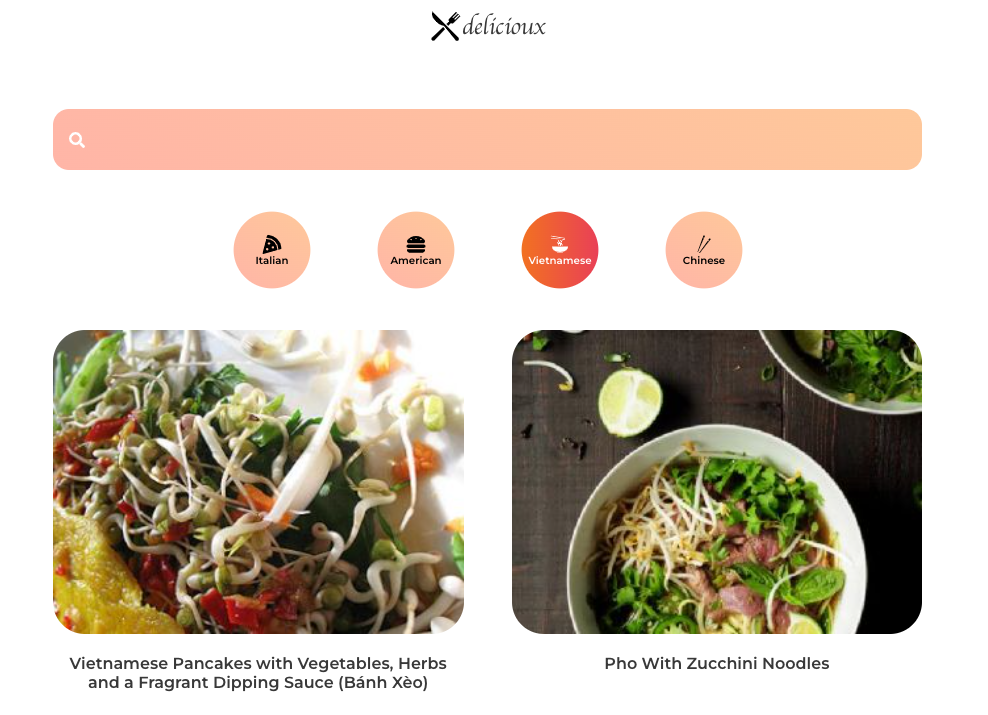 delicioux
Italian
American
Vietnamese
Chinese
Vietnamese Pancakes with Vegetables, Herbs
and a Fragrant Dipping Sauce (Bánh Xèo)
Pho With Zucchini Noodles